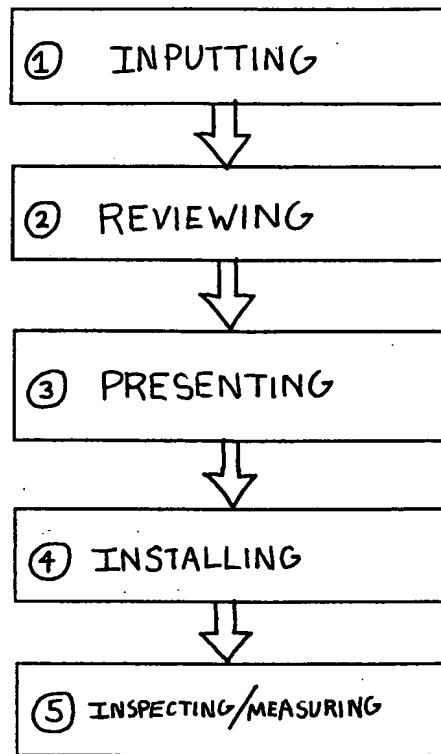 ① INPUTTING
② REVIEWING
③ PRESENTING
④ INSTALLING
⑤ INSPECTING/MEASURING